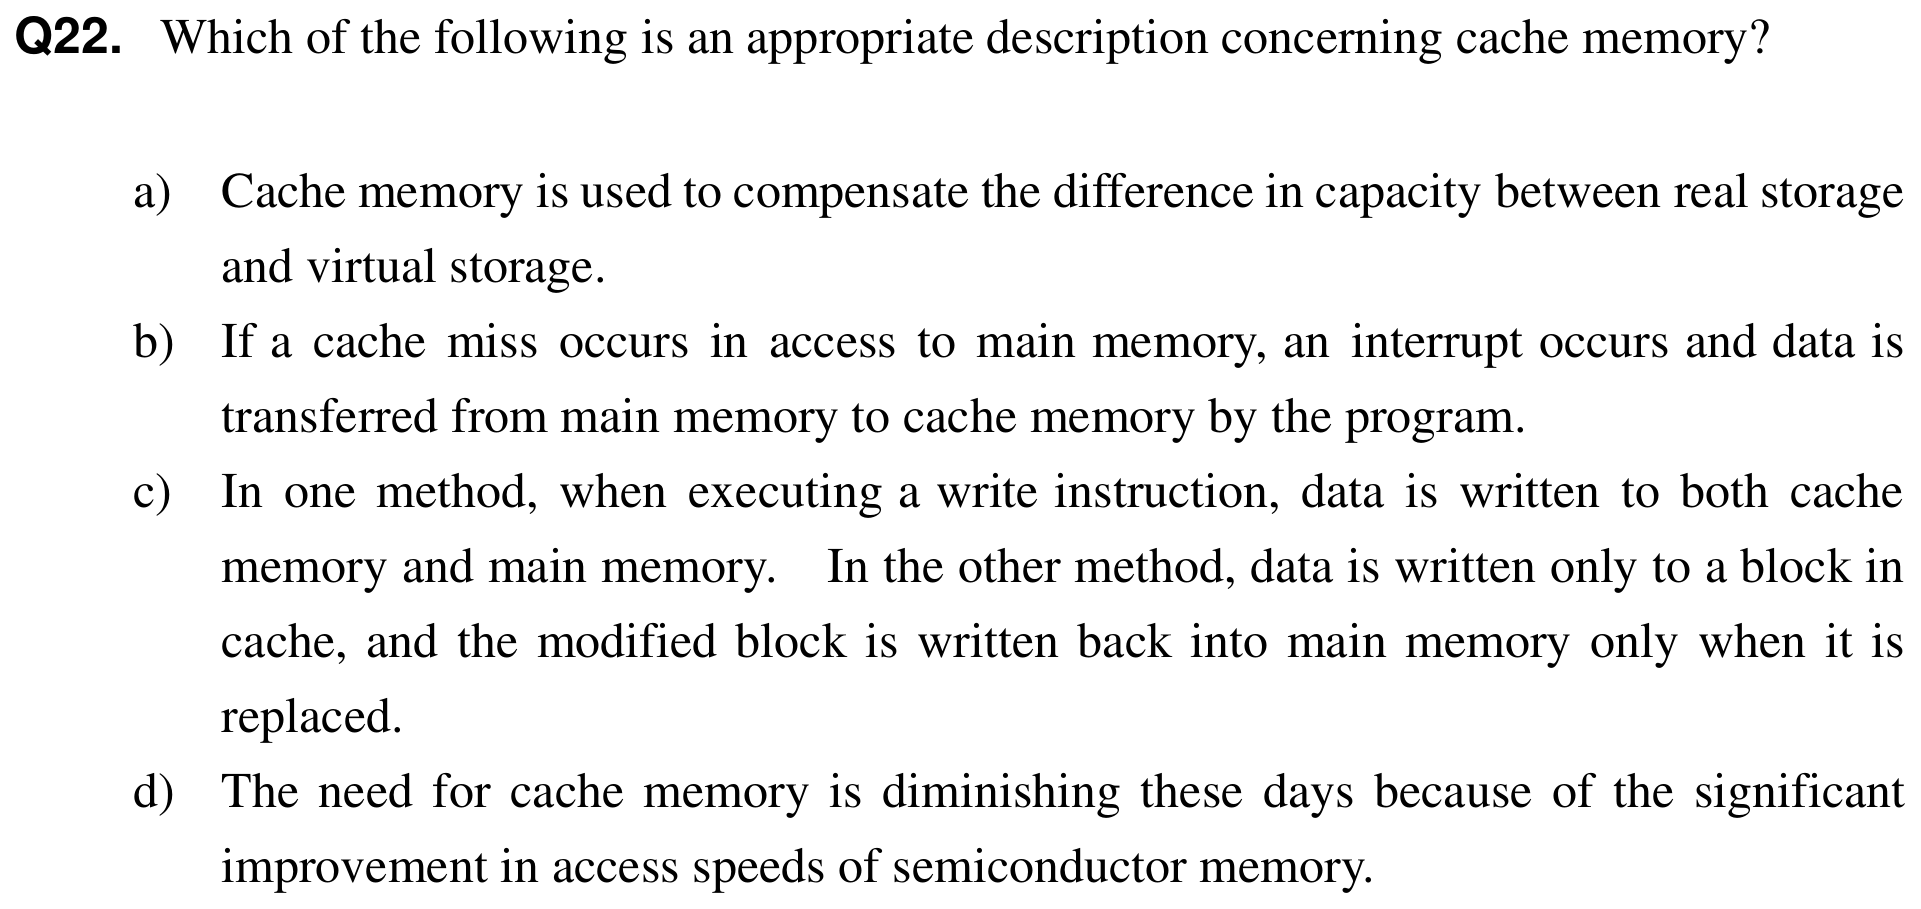 Q22. Which of the following is an appropriate description concerning cache memory?
a) Cache memory is used to compensate the difference in capacity between real storage
and virtual storage.
b) If a cache miss occurs in access to main memory, an interrupt occurs and data is
transferred from main memory to cache memory by the program.
c) In one method, when executing a write instruction, data is written to both cache
memory and main memory. In the other method, data is written only to a block in
cache, and the modified block is written back into main memory only when it is
replaced.
d) The need for cache memory is diminishing these days because of the significant
improvement in access speeds of semiconductor memory.